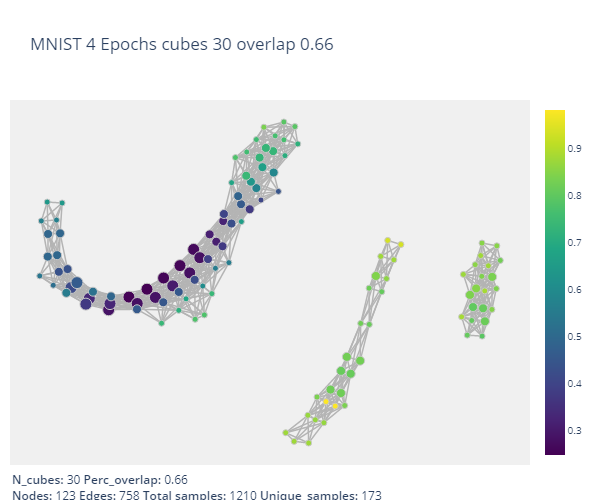 MNIST 4 Epochs cubes 30 overlap 0.66
0.9
0.8
0.7
0.6
0.5
0.4
0.3
N_cubes: 30 Perc_overlap: 0.66
Nodes: 123 Edges: 758 Total samples: 1210 Unique_samples: 173